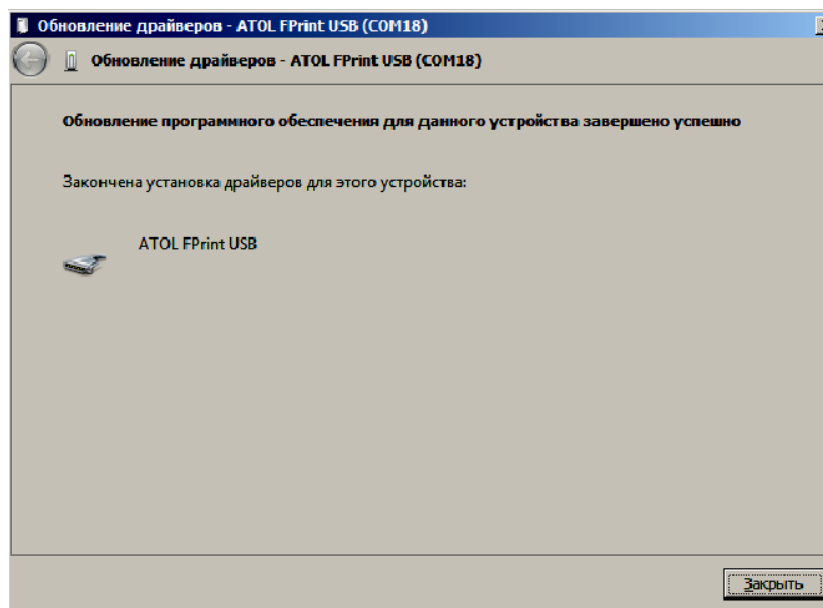 Обновление драйверов - ATOL FPrint USB (COM18)
Обновление драйверов - ATOL FPrint USB (COM18)
Обновление программного обеспечения для данного устройства завершено успешно
Закончена установка драйверов для этого устройства:
ATOL FPrint USB
Закрыть